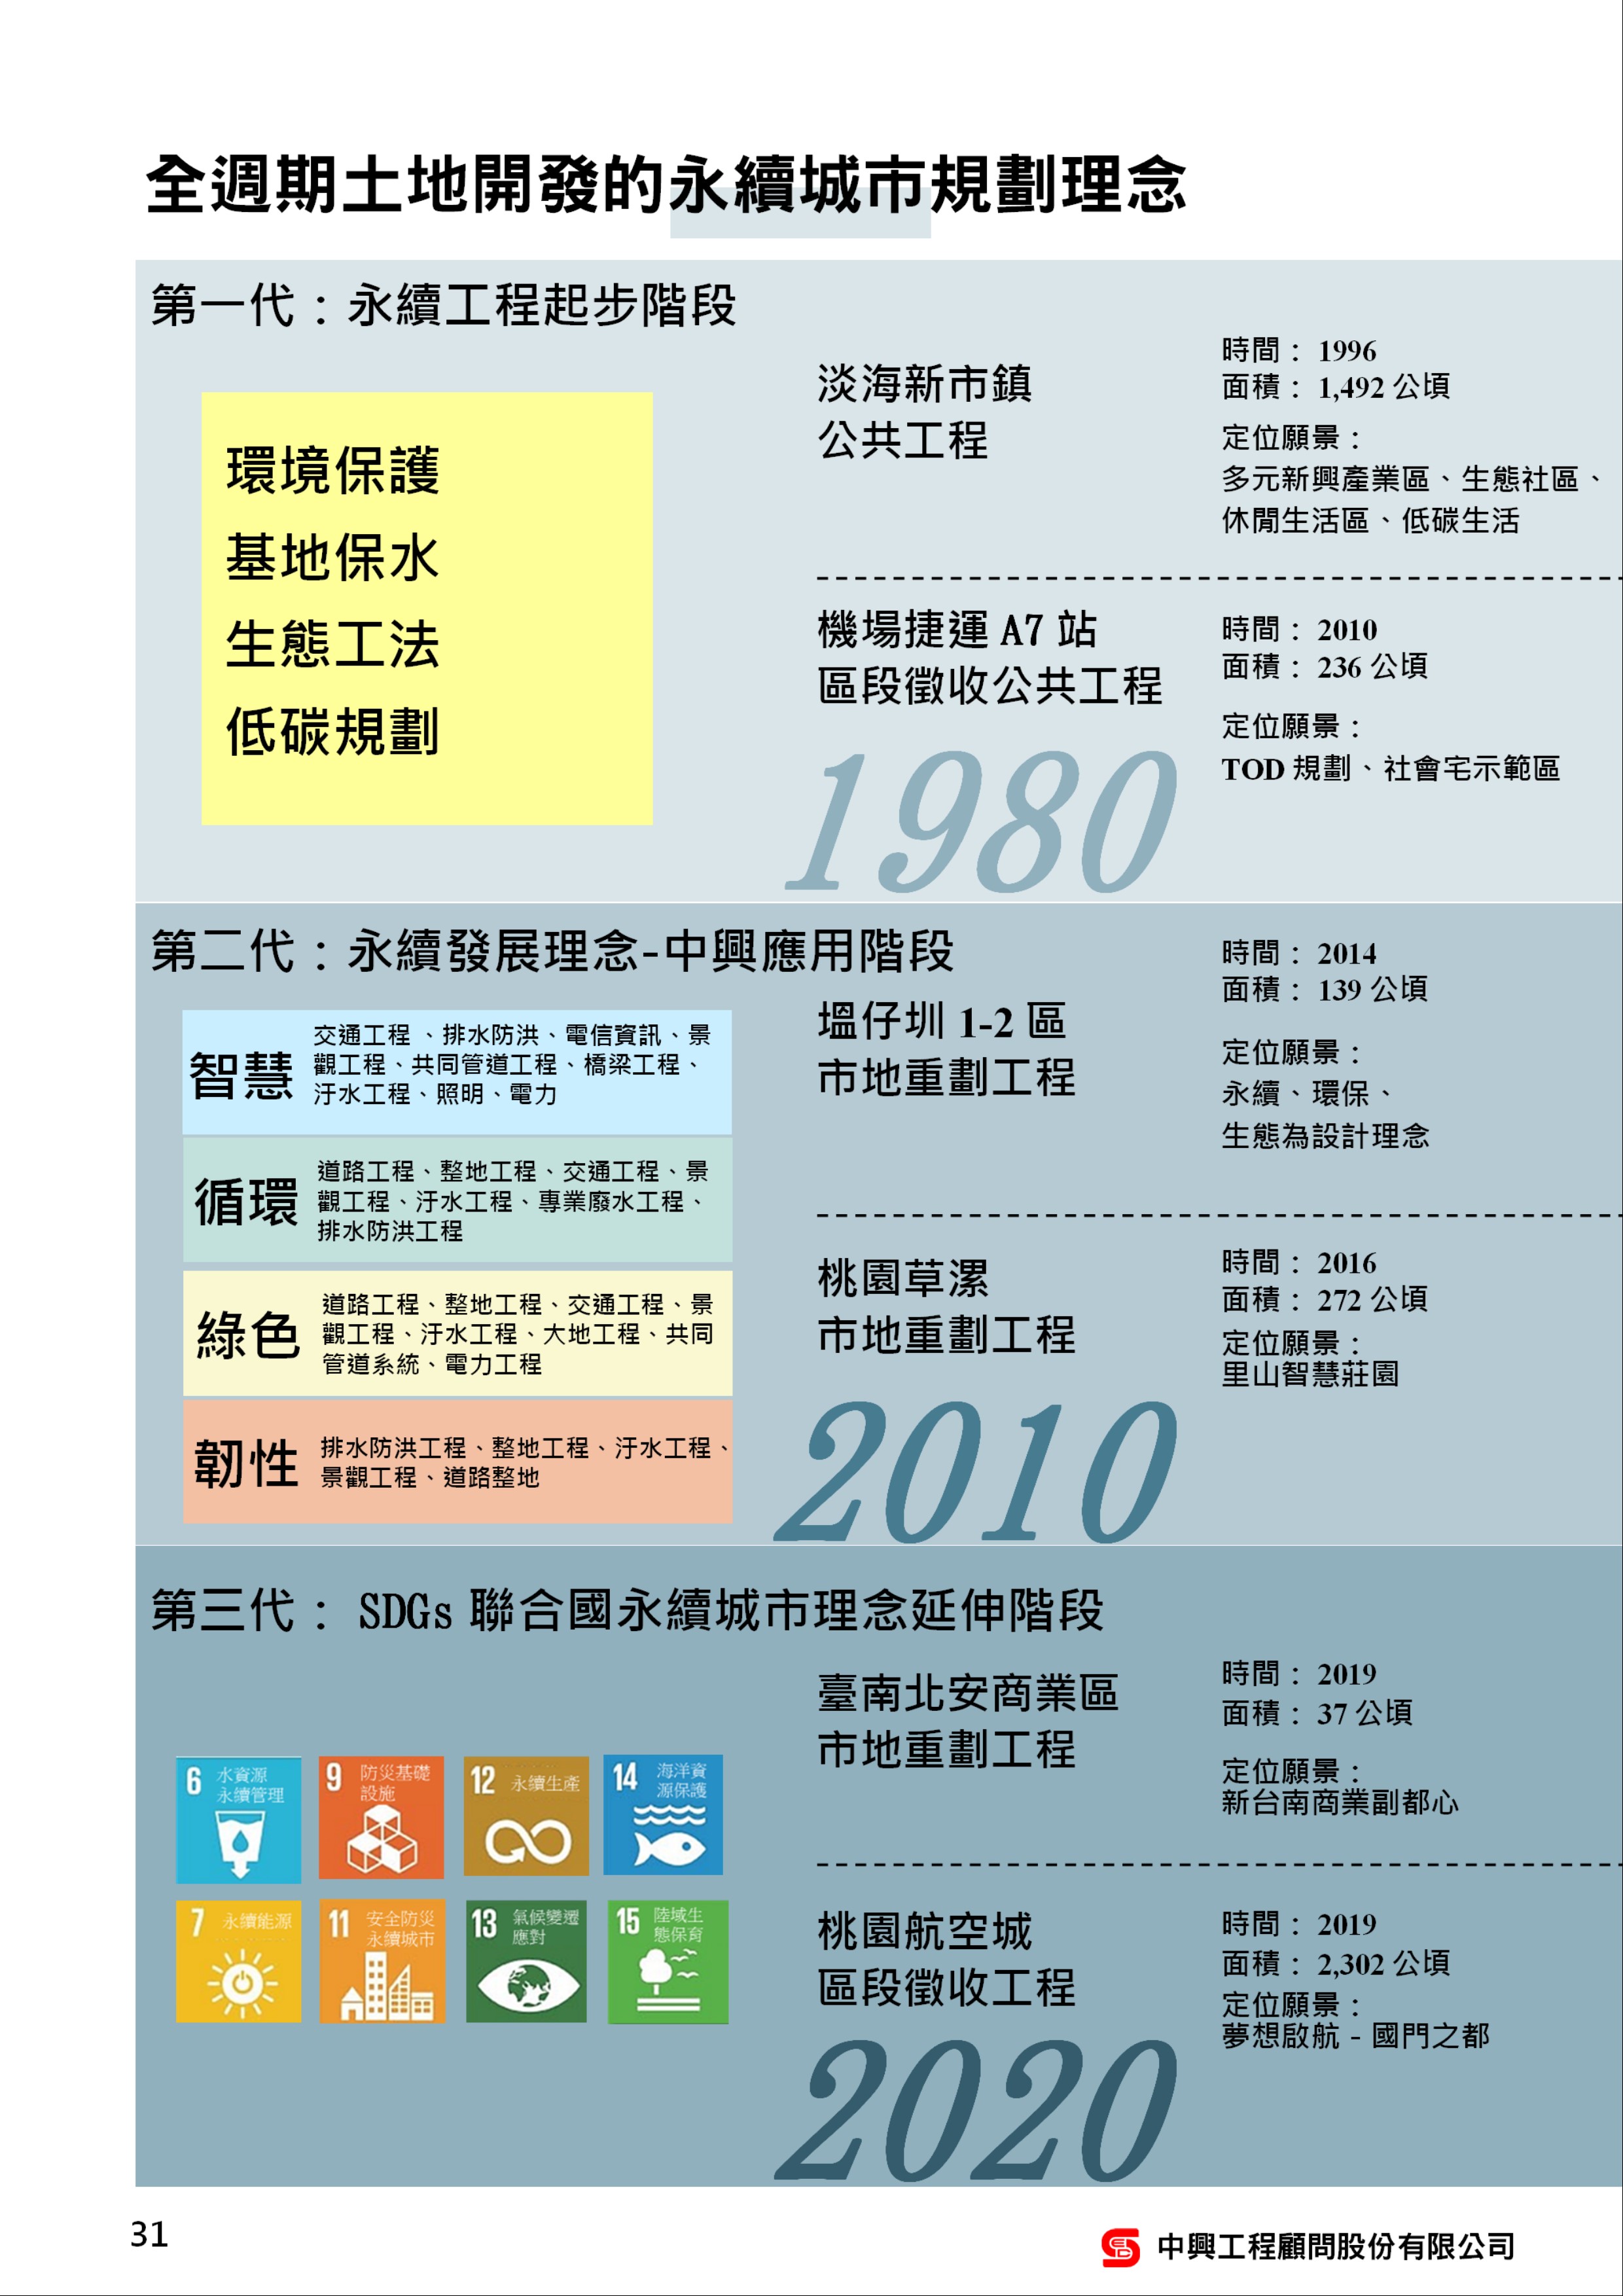 全週期土地開發的永續城市規劃理念
第一代：永續工程起步階段
環境保護
基地保水
生態工法
低碳規劃
淡海新市鎮
公共工程
時間： 1996
面積： 1,492 公頃
定位願景：
多元新興產業區、生態社區、
休閒生活區、低碳生活
機場捷運 A7 站
區段徵收公共工程
時間： 2010
面積： 236 公頃
定位願景：
TOD 規劃、社會宅示範區
1980
第二代：永續發展理念-中興應用階段
智慧
交通工程 、排水防洪、電信資訊、景
觀工程、共同管道工程、橋梁工程、
汙水工程、照明、電力
循環
道路工程、整地工程、交通工程、景
觀工程、汙水工程、專業廢水工程、
排水防洪工程
綠色
道路工程、整地工程、交通工程、景
觀工程、汙水工程、大地工程、共同
管道系統、電力工程
韌性
排水防洪工程、整地工程、汙水工程、
景觀工程、道路整地
塭仔圳 1-2 區
市地重劃工程
時間： 2014
面積： 139 公頃
定位願景：
永續、環保、
生態為設計理念
桃園草漯
市地重劃工程
時間： 2016
面積： 272 公頃
定位願景：
里山智慧莊園
2010
第三代： SDGs 聯合國永續城市理念延伸階段
6 水資源
永續管理
9 防災基礎
設施
12 永續生產
14 海洋資
源保護
7 永續能源
11 安全防災
永續城市
13 氣候變遷
應對
15 陸域生
態保育
臺南北安商業區
市地重劃工程
時間： 2019
面積： 37 公頃
定位願景：
新台南商業副都心
桃園航空城
區段徵收工程
時間： 2019
面積： 2,302 公頃
定位願景：
夢想啟航 - 國門之都
2020
31
中興工程顧問股份有限公司